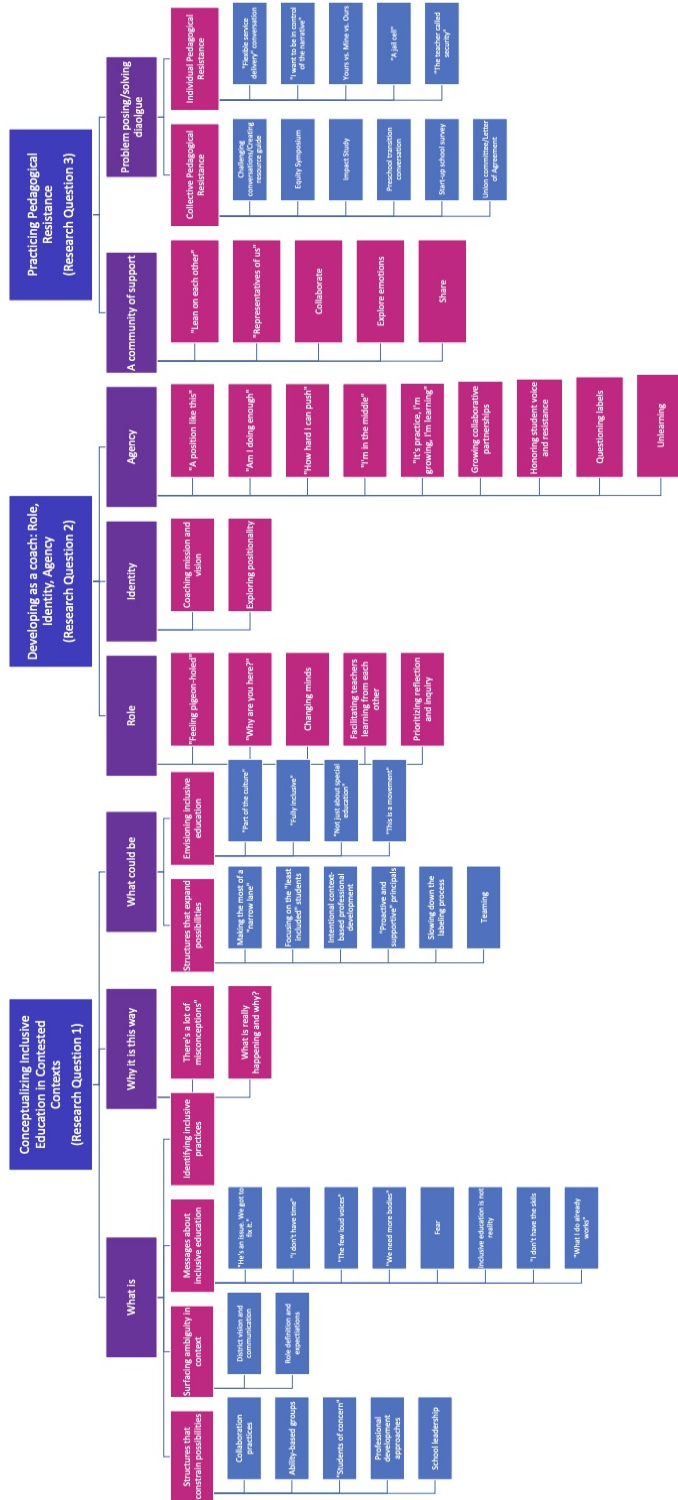 Conceptualizing Inclusive
Education in Contested
Contexts
(Research Question 1)
What is
Structures that
constrain possibilities
Collaboration
practices
Ability-based groups
"Students of concern"
Professional
development
approaches
School leadership
Surfacing ambiguity in
context
District vision and
communication
Role definition and
expectiations
Messages about
inclusive education
"He's an issue. We got to
fix it."
"I don't have time"
"The few loud voices"
"We need more bodies"
Fear
Inclusive education is not
reality
"I don't have the skills
"What I do already
works"
Identifying inclusive
practices
Why it is this way
There's a lot of
misconceptions"
What is really
happening and why?
What could be
Structures that expand
possibilities
Making the most of a
"narrow lane"
Focusing on the "least
included" students
Intentional context-
based professional
development
"Proactive and
supportive" principals
Slowing down the
labeling process
Teaming
Envisioning inclusive
education
"Part of the culture"
"Fully inclusive"
"Not just about special
education"
"This is a movement"
Developing as a coach: Role,
Identity, Agency
(Research Question 2)
Role
"Feeling pigeon-holed"
"Why are you here?"
Changing minds
Facilitating teachers
learning from each
other
Prioritizing reflection
and inquiry
Identity
Coaching mission and
vision
Exploring positionality
Agency
"A position like this"
"Am I doing enough"
"How hard I can push"
"I'm in the middle"
"It's practice, I'm
growing, I'm learning"
Growing collaborative
partnerships
Honoring student voice
and resistance
Questioning labels
Unlearning
Practicing Pedagogical
Resistance
(Research Question 3)
A community of support
"Lean on each other"
"Representatives of us"
Collaborate
Explore emotions
Share
Problem posing/solving
diaolgue
Collective Pedagogical
Resistance
Challenging
conversations/Creating
resource guide
Equity Symposium
Impact Study
Preschool transition
conversation
Start-up school survey
Union committee/Letter
of Agreement
Individual Pedagogical
Resistance
"Flexible service
delivery" conversation
"I want to be in control
of the narrative"
Yours vs. Mine vs. Ours
"A jail cell"
"The teacher called
security"